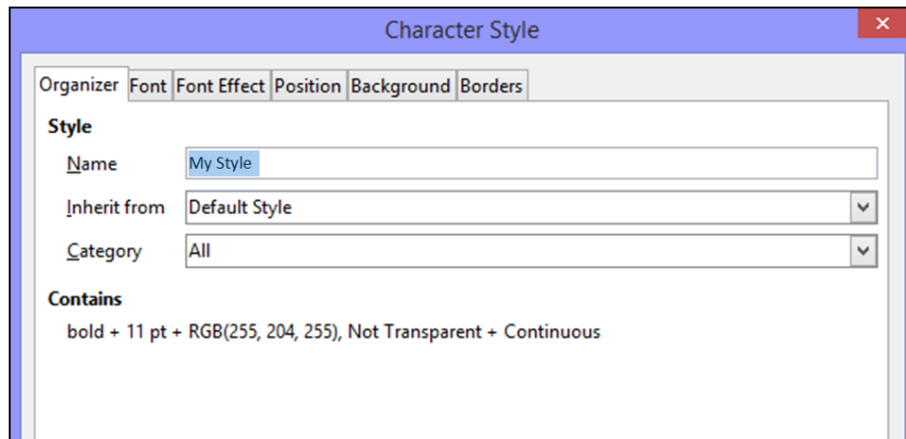 Character Style
Organizer Font Font Effect Position Background Borders
Style
Name My Style
Inherit from Default Style
Category All
Contains
bold + 11 pt + RGB(255, 204, 255), Not Transparent + Continuous